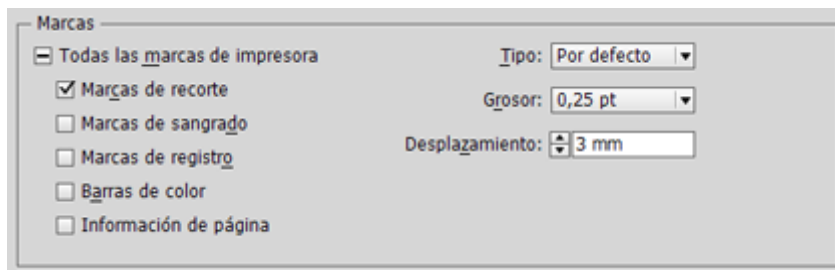 Marcas
Todas las marcas de impresora
Tipo: Por defecto
Marcas de recorte
Grosor: 0,25 pt
Marcas de sangrado
Desplazamiento: 3 mm
Marcas de registro
Barras de color
Información de página